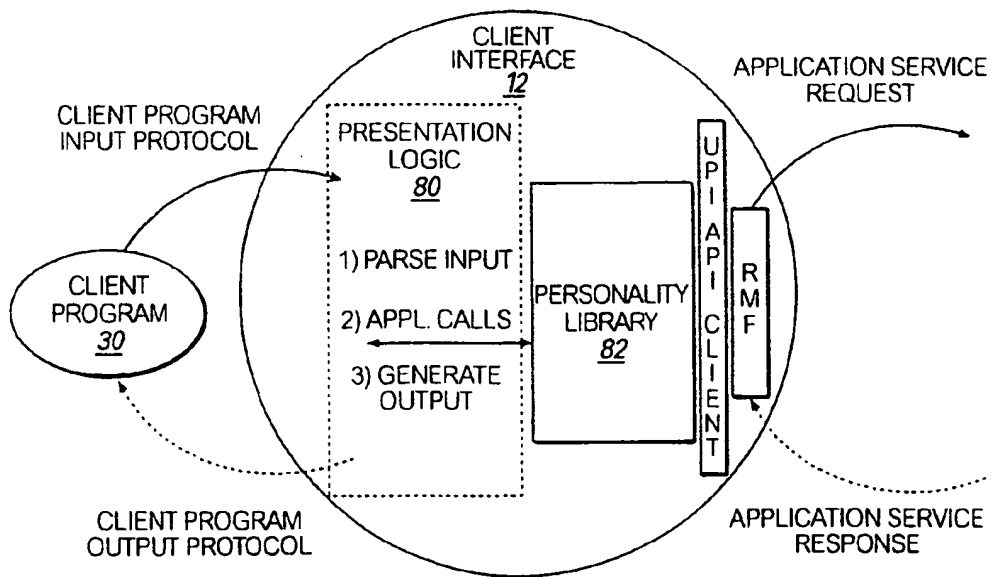 CLIENT
INTERFACE
12
APPLICATION SERVICE
REQUEST
CLIENT PROGRAM
INPUT PROTOCOL
PRESENTATION
LOGIC
80
1) PARSE INPUT
2) APPL. CALLS
3) GENERATE
OUTPUT
CLIENT
PROGRAM
30
PERSONALITY
LIBRARY
82
UPI API CLIENT
RMF
CLIENT PROGRAM
OUTPUT PROTOCOL
APPLICATION SERVICE
RESPONSE